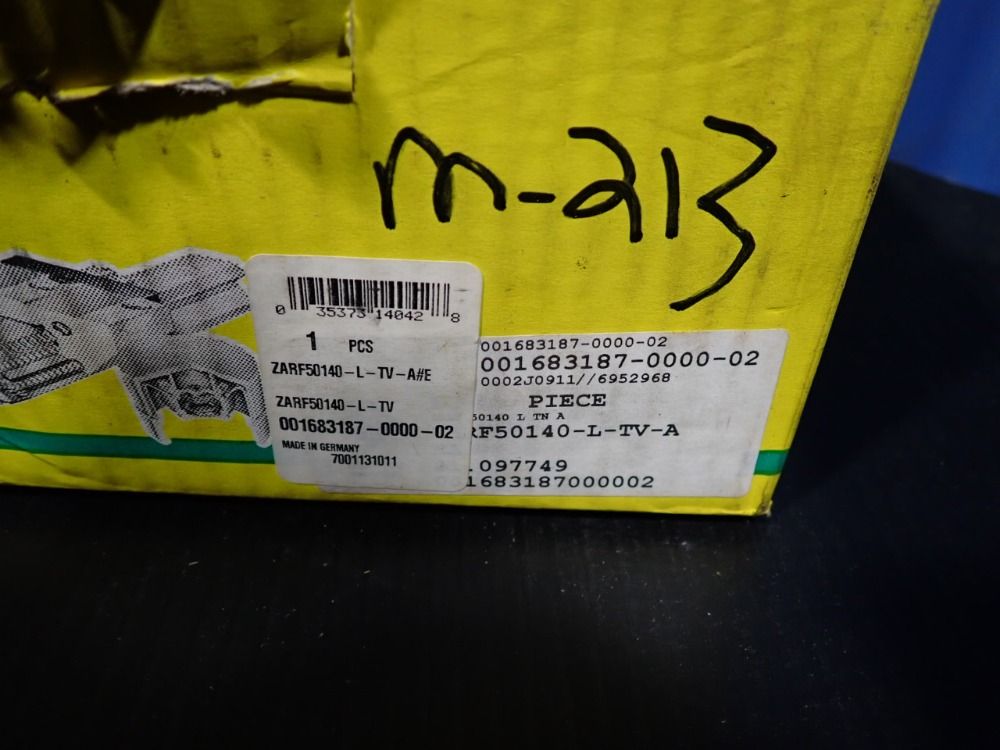 m-213
0 35373 14042 8
1 PCS
ZARF50140-L-TV-A#E
ZARF50140-L-TV
001683187-0000-02
MADE IN GERMANY
7001131011
001683187-0000-02
001683187-0000-02
0002J0911//6952968
PIECE
50140 L TN A
RF50140-L-TV-A
097749
1683187000002